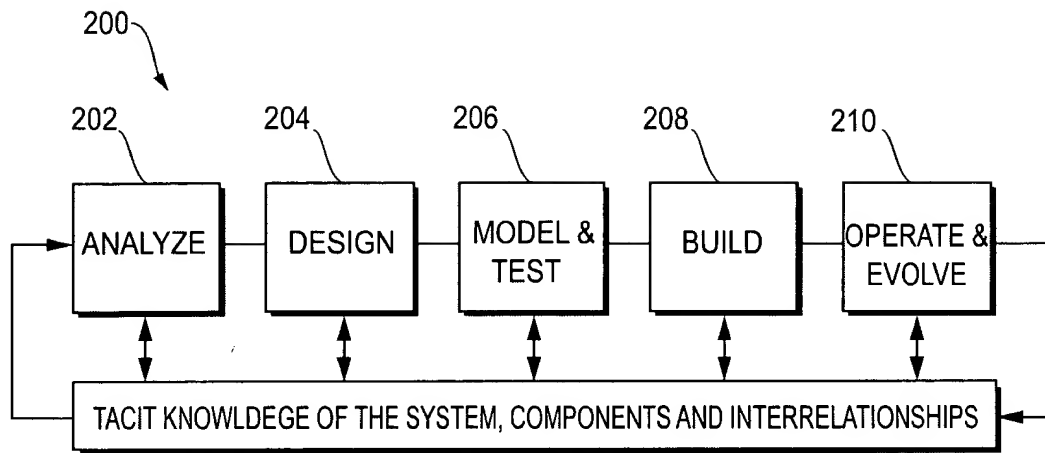 200
202
204
206
208
210
ANALYZE
DESIGN
MODEL &
TEST
BUILD
OPERATE &
EVOLVE
TACIT KNOWLDEGE OF THE SYSTEM, COMPONENTS AND INTERRELATIONSHIPS